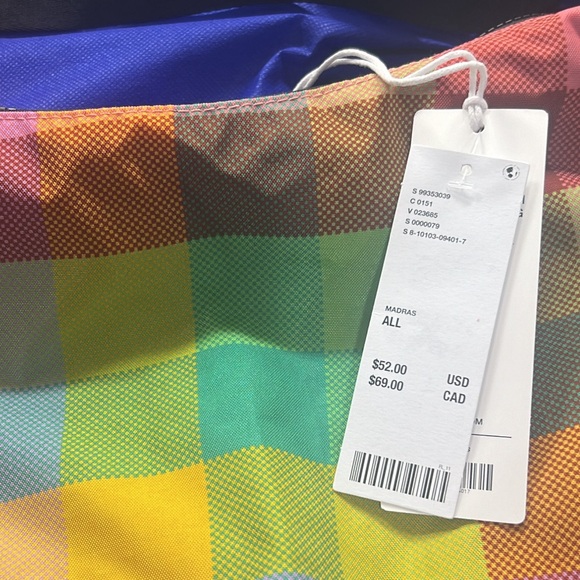 S 99353039
C 0151
V 023685
S 0000079
S 8-10103-09401-7
MADRAS
ALL
$52.00 USD
$69.00 CAD